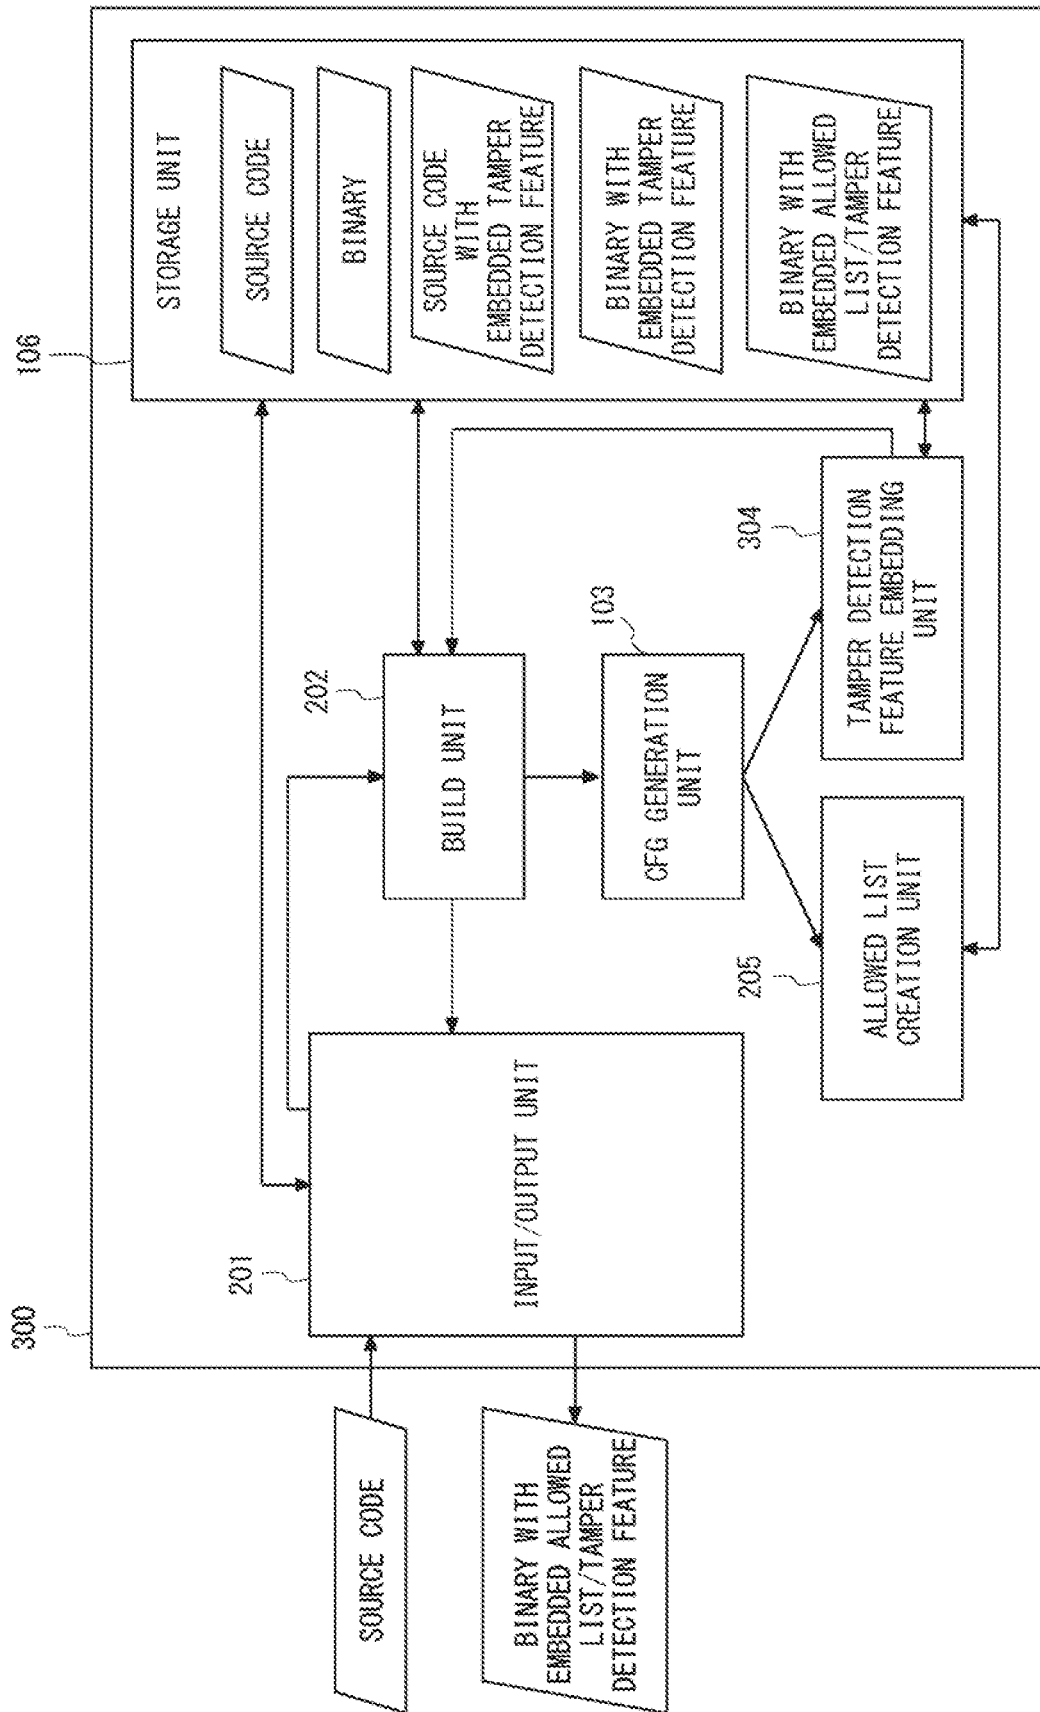 300
SOURCE CODE
BINARY WITH
EMBEDDED ALLOWED
LIST/TAMPER
DETECTION FEATURE
201
INPUT/OUTPUT UNIT
202
BUILD UNIT
103
CFG GENERATION
UNIT
205
ALLOWED LIST
CREATION UNIT
304
TAMPER DETECTION
FEATURE EMBEDDING
UNIT
106
STORAGE UNIT
SOURCE CODE
BINARY
SOURCE CODE
WITH
EMBEDDED TAMPER
DETECTION FEATURE
BINARY WITH
EMBEDDED TAMPER
DETECTION FEATURE
BINARY WITH
EMBEDDED ALLOWED
LIST/TAMPER
DETECTION FEATURE